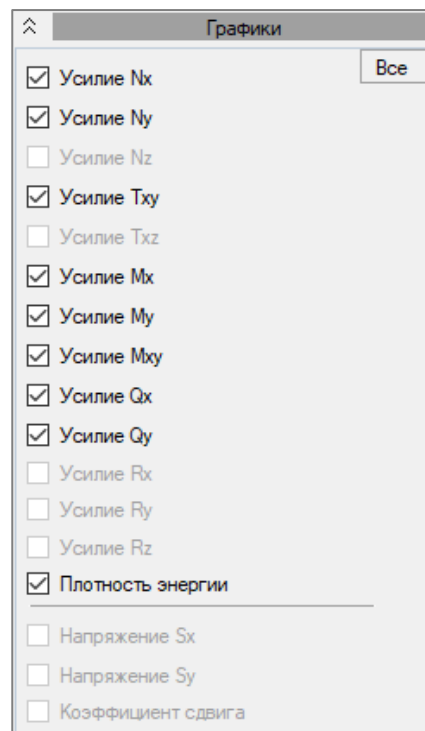 Графики
Все
Усилие Nx
Усилие Ny
Усилие Nz
Усилие Txy
Усилие Txz
Усилие Mx
Усилие My
Усилие Mxy
Усилие Qx
Усилие Qy
Усилие Rx
Усилие Ry
Усилие Rz
Плотность энергии
Напряжение Sx
Напряжение Sy
Коэффициент сдвига